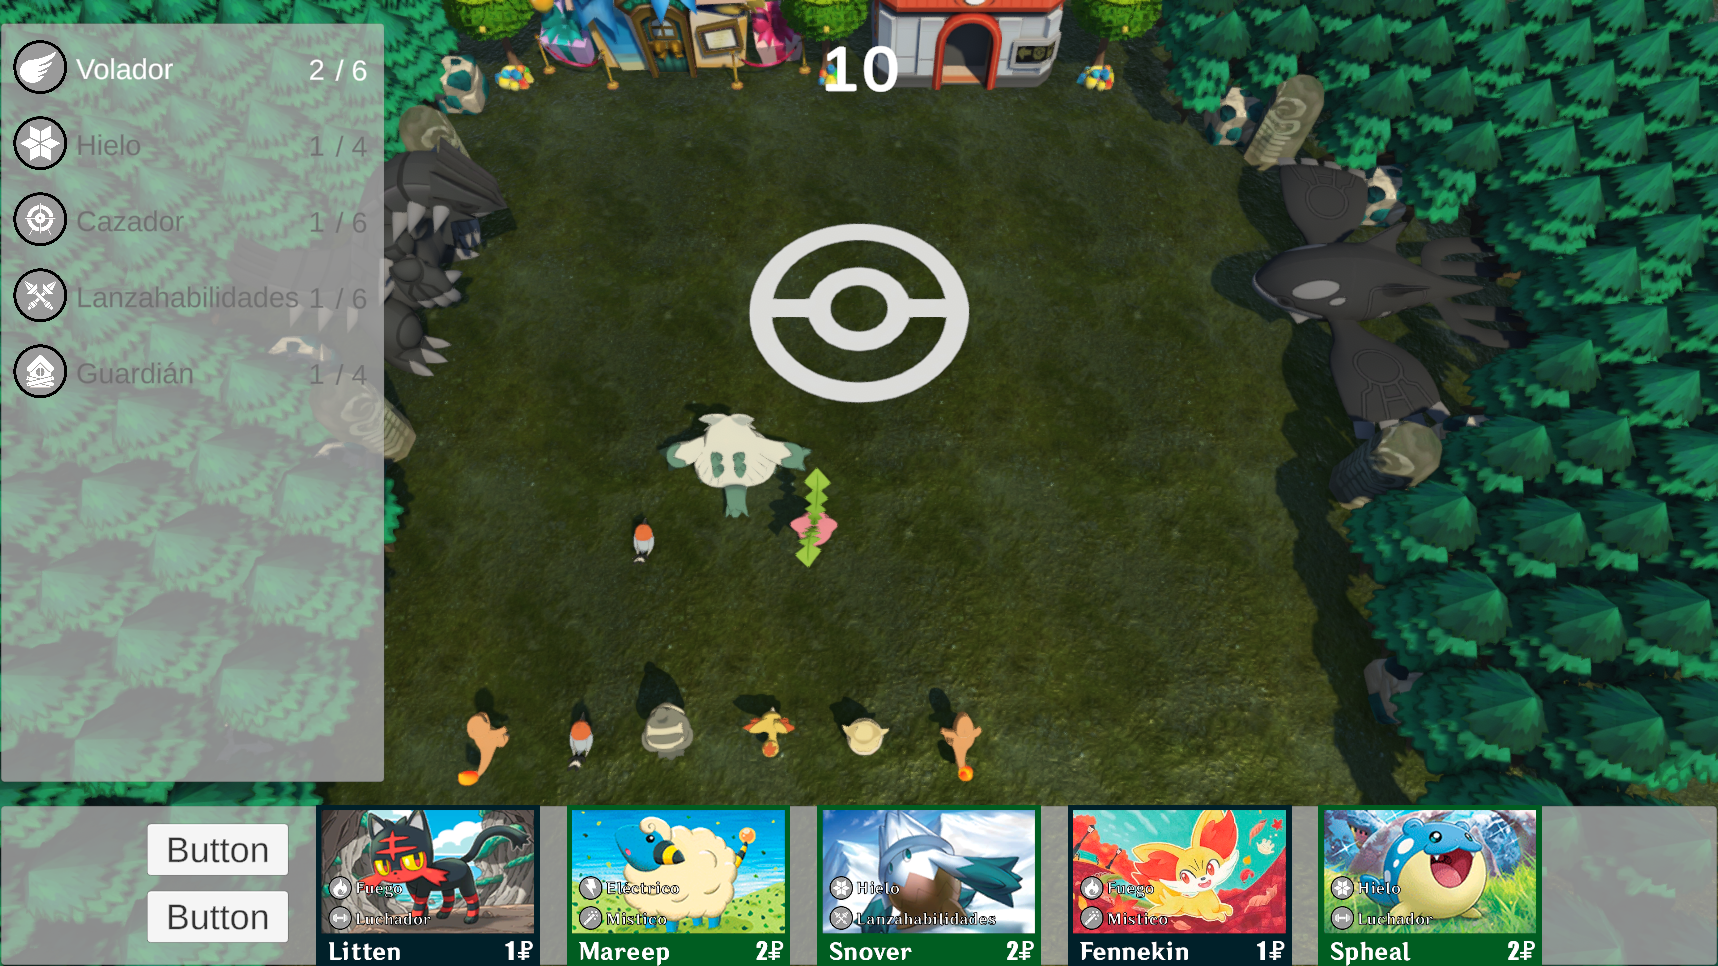 10
Volador 2 / 6
Hielo 1 / 4
Cazador 1 / 6
Lanzahabilidades 1 / 6
Guardián 1 / 4
Button
Button
Fuego
Luchador
Litten 1₽
Eléctrico
Místico
Mareep 2₽
Hielo
Lanzahabilidades
Snover 2₽
Fuego
Místico
Fennekin 1₽
Hielo
Luchador
Spheal 2₽